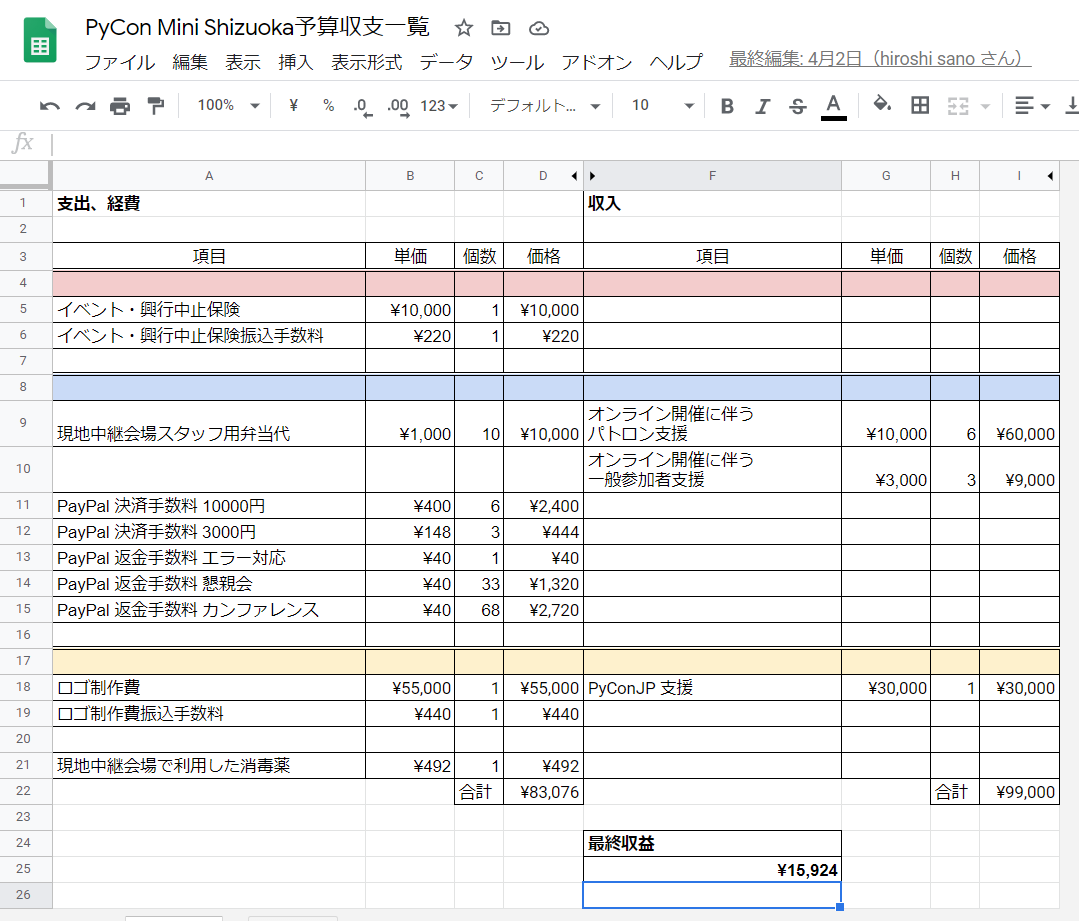 PyCon Mini Shizuoka予算収支一覧
ファイル 編集 表示 挿入 表示形式 データ ツール アドオン ヘルプ 最終編集: 4月2日（hiroshi sano さん）
100% ¥ % .0 .00 123 デフォルト... 10 B I S A
fx
A B C D F G H I
1 支出、経費 収入
2
3 項目 単価 個数 価格 項目 単価 個数 価格
4
5 イベント・興行中止保険 ¥10,000 1 ¥10,000
6 イベント・興行中止保険振込手数料 ¥220 1 ¥220
7
8
9 現地中継会場スタッフ用弁当代 ¥1,000 10 ¥10,000 オンライン開催に伴う
パトロン支援 ¥10,000 6 ¥60,000
10 オンライン開催に伴う
一般参加者支援 ¥3,000 3 ¥9,000
11 PayPal 決済手数料 10000円 ¥400 6 ¥2,400
12 PayPal 決済手数料 3000円 ¥148 3 ¥444
13 PayPal 返金手数料 エラー対応 ¥40 1 ¥40
14 PayPal 返金手数料 懇親会 ¥40 33 ¥1,320
15 PayPal 返金手数料 カンファレンス ¥40 68 ¥2,720
16
17
18 ロゴ制作費 ¥55,000 1 ¥55,000 PyConJP 支援 ¥30,000 1 ¥30,000
19 ロゴ制作費振込手数料 ¥440 1 ¥440
20
21 現地中継会場で利用した消毒薬 ¥492 1 ¥492
22 合計 ¥83,076 合計 ¥99,000
23
24 最終収益
25 ¥15,924
26